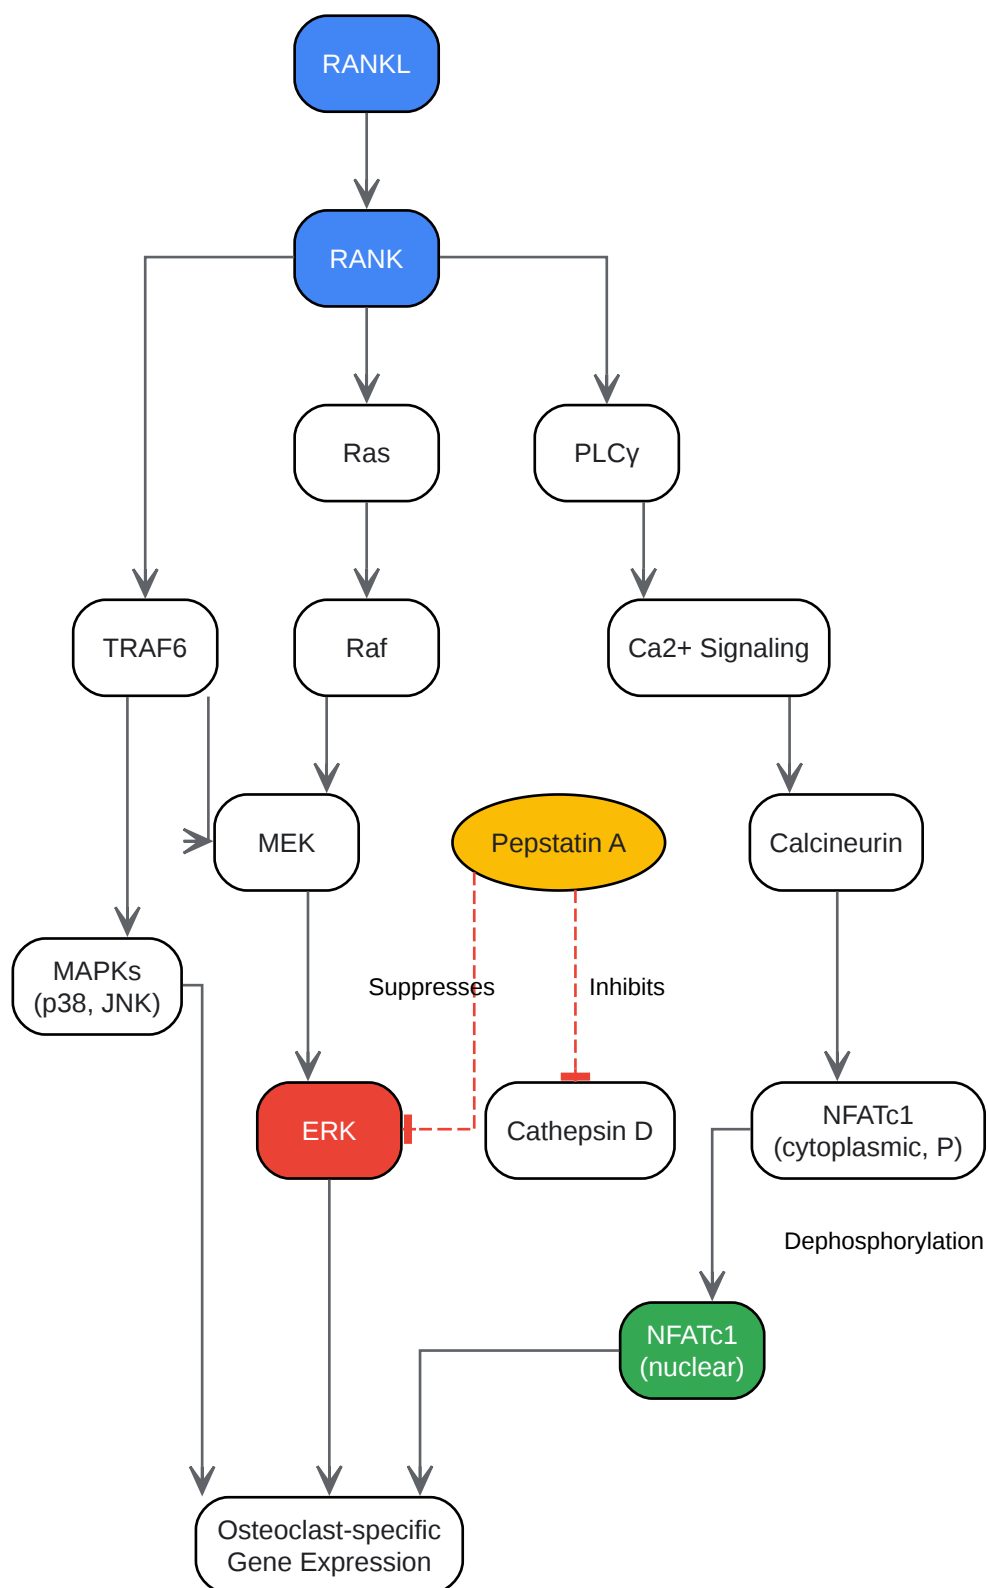 RANKL
RANK
Ras
PLCγ
TRAF6
Raf
Ca2+ Signaling
MEK
Pepstatin A
Calcineurin
MAPKs
(p38, JNK)
Suppresses
Inhibits
ERK
Cathepsin D
NFATc1
(cytoplasmic, P)
Dephosphorylation
NFATc1
(nuclear)
Osteoclast-specific
Gene Expression